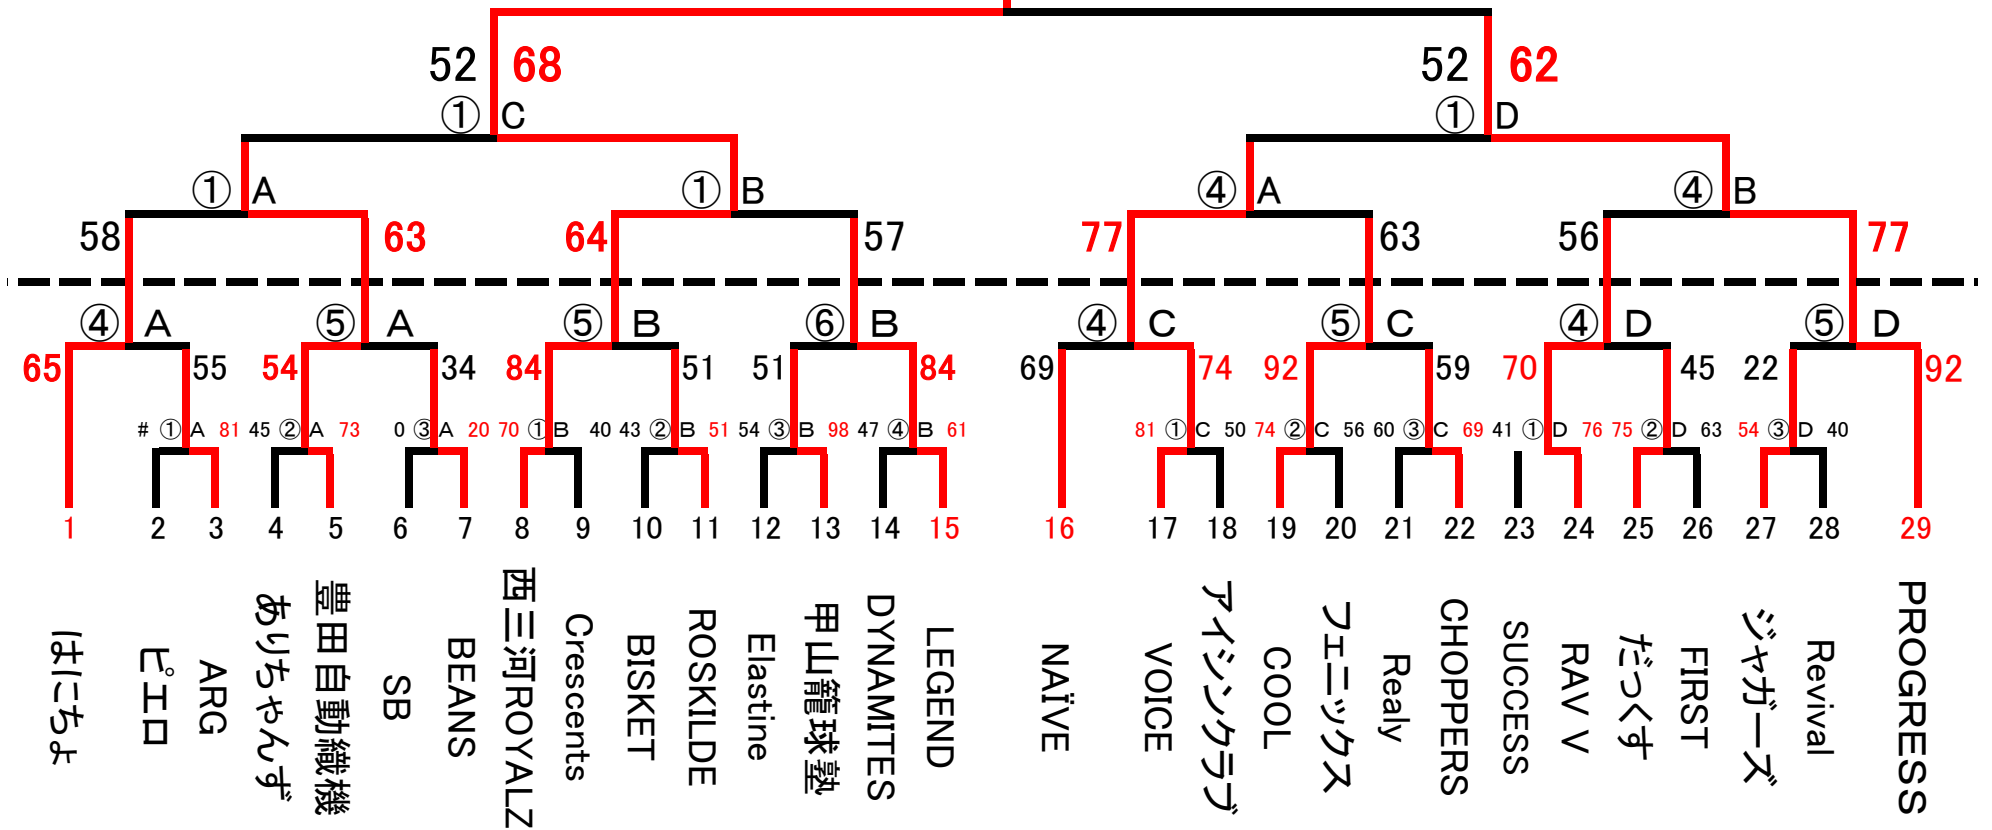 52 68 52 62
① C ① D
① A ① B ④ A ④ B
58 63 64 57 77 63 56 77
④ A ⑤ A ⑤ B ⑥ B ④ C ⑤ C ④ D ⑤ D
65 55 54 34 84 51 51 84 69 74 92 59 70 45 22 92
# ① A 81 45 ② A 73 0 ③ A 20 70 ① B 40 43 ② B 51 54 ③ B 98 47 ④ B 61 81 ① C 50 74 ② C 56 60 ③ C 69 41 ① D 76 75 ② D 63 54 ③ D 40
1 2 3 4 5 6 7 8 9 10 11 12 13 14 15 16 17 18 19 20 21 22 23 24 25 26 27 28 29
はにちょ
ピエロ
ARG
ありちゃんず
豊田自動織機
SB
BEANS
西三河ROYALZ
Crescents
BISKET
ROSKILDE
Elastine
甲山籠球塾
DYNAMITES
LEGEND
NAÏVE
VOICE
アイシンクラブ
COOL
フェニックス
Realy
CHOPPERS
SUCCESS
RAV V
だっくす
FIRST
ジャガーズ
Revival
PROGRESS